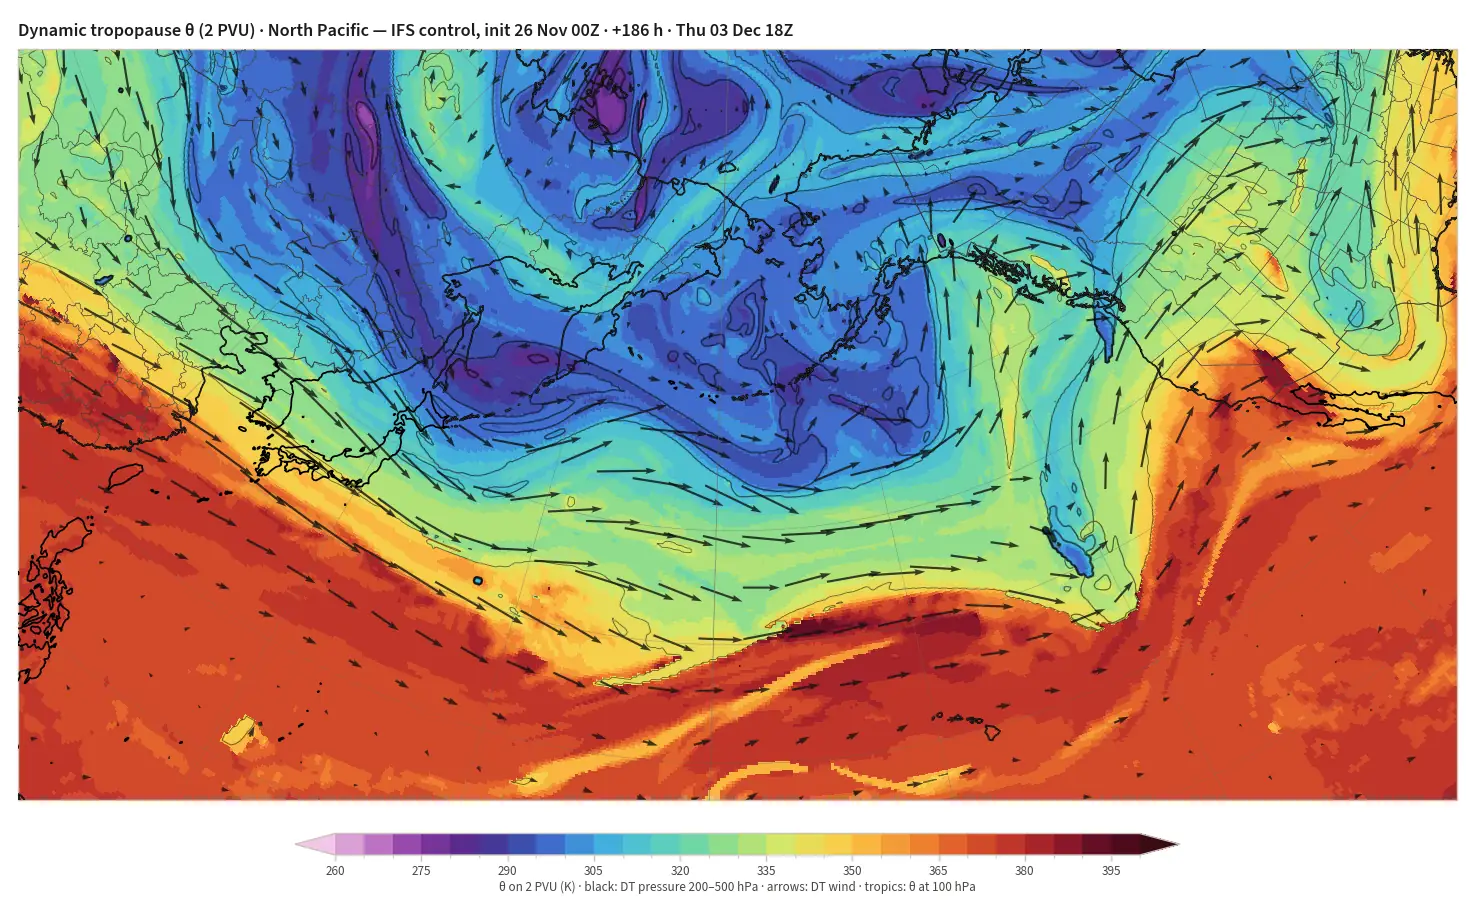 Dynamic tropopause θ (2 PVU) · North Pacific — IFS control, init 26 Nov 00Z · +186 h · Thu 03 Dec 18Z
260 275 290 305 320 335 350 365 380 395
θ on 2 PVU (K) · black: DT pressure 200–500 hPa · arrows: DT wind · tropics: θ at 100 hPa